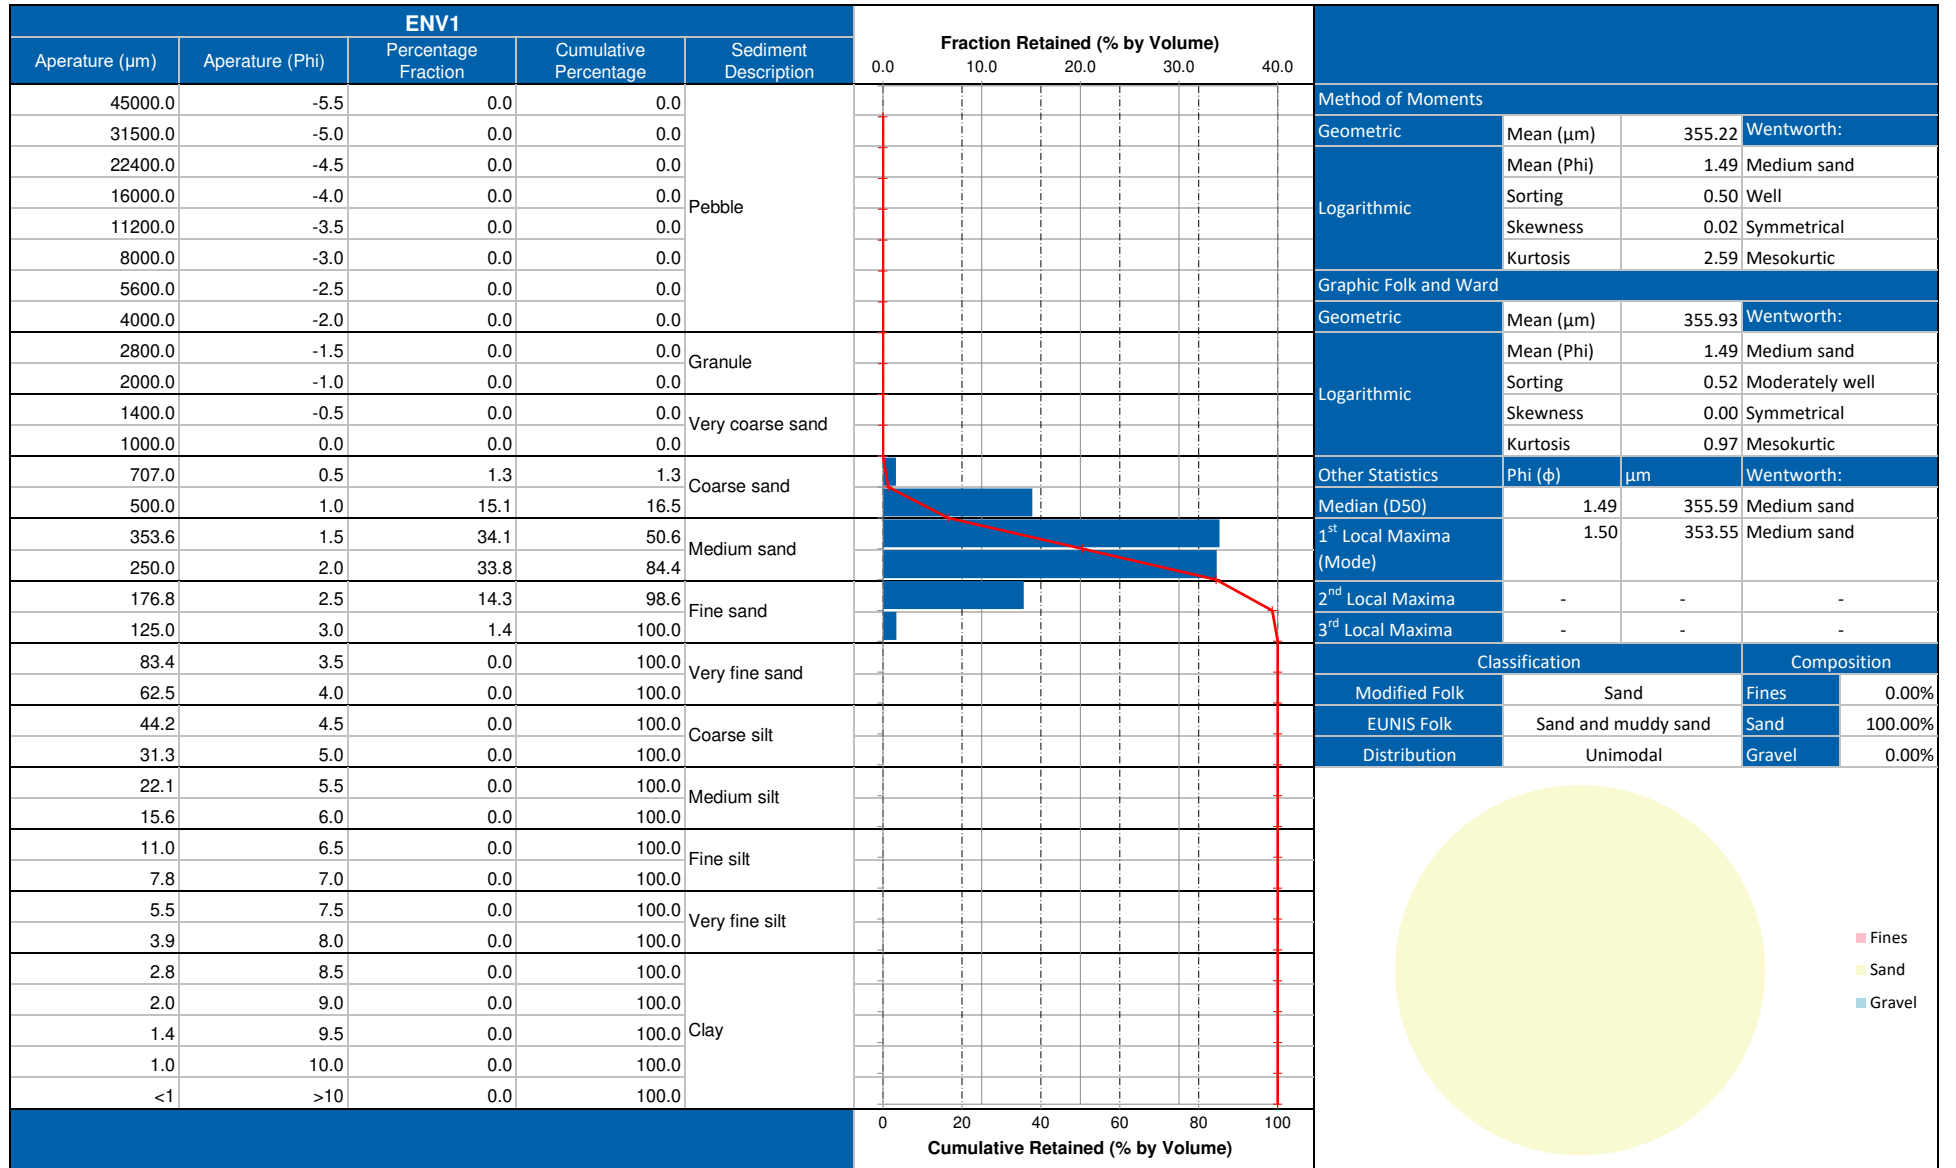 ENV1
Aperature (µm) Aperature (Phi) Percentage Fraction Cumulative Percentage Sediment Description
45000.0 -5.5 0.0 0.0
31500.0 -5.0 0.0 0.0
22400.0 -4.5 0.0 0.0
16000.0 -4.0 0.0 0.0 Pebble
11200.0 -3.5 0.0 0.0
8000.0 -3.0 0.0 0.0
5600.0 -2.5 0.0 0.0
4000.0 -2.0 0.0 0.0
2800.0 -1.5 0.0 0.0 Granule
2000.0 -1.0 0.0 0.0
1400.0 -0.5 0.0 0.0 Very coarse sand
1000.0 0.0 0.0 0.0
707.0 0.5 1.3 1.3 Coarse sand
500.0 1.0 15.1 16.5
353.6 1.5 34.1 50.6 Medium sand
250.0 2.0 33.8 84.4
176.8 2.5 14.3 98.6 Fine sand
125.0 3.0 1.4 100.0
83.4 3.5 0.0 100.0 Very fine sand
62.5 4.0 0.0 100.0
44.2 4.5 0.0 100.0 Coarse silt
31.3 5.0 0.0 100.0
22.1 5.5 0.0 100.0 Medium silt
15.6 6.0 0.0 100.0
11.0 6.5 0.0 100.0 Fine silt
7.8 7.0 0.0 100.0
5.5 7.5 0.0 100.0 Very fine silt
3.9 8.0 0.0 100.0
2.8 8.5 0.0 100.0
2.0 9.0 0.0 100.0
1.4 9.5 0.0 100.0 Clay
1.0 10.0 0.0 100.0
<1 >10 0.0 100.0
Fraction Retained (% by Volume)
0.0 10.0 20.0 30.0 40.0
0 20 40 60 80 100
Cumulative Retained (% by Volume)
Method of Moments
Geometric Mean (µm) 355.22 Wentworth:
Logarithmic
Mean (Phi) 1.49 Medium sand
Sorting 0.50 Well
Skewness 0.02 Symmetrical
Kurtosis 2.59 Mesokurtic
Graphic Folk and Ward
Geometric Mean (µm) 355.93 Wentworth:
Logarithmic
Mean (Phi) 1.49 Medium sand
Sorting 0.52 Moderately well
Skewness 0.00 Symmetrical
Kurtosis 0.97 Mesokurtic
Other Statistics Phi (ϕ) µm Wentworth:
Median (D50) 1.49 355.59 Medium sand
1st Local Maxima 1.50 353.55 Medium sand
(Mode)
2nd Local Maxima - - -
3rd Local Maxima - - -
Classification Composition
Modified Folk Sand Fines 0.00%
EUNIS Folk Sand and muddy sand Sand 100.00%
Distribution Unimodal Gravel 0.00%
Fines
Sand
Gravel